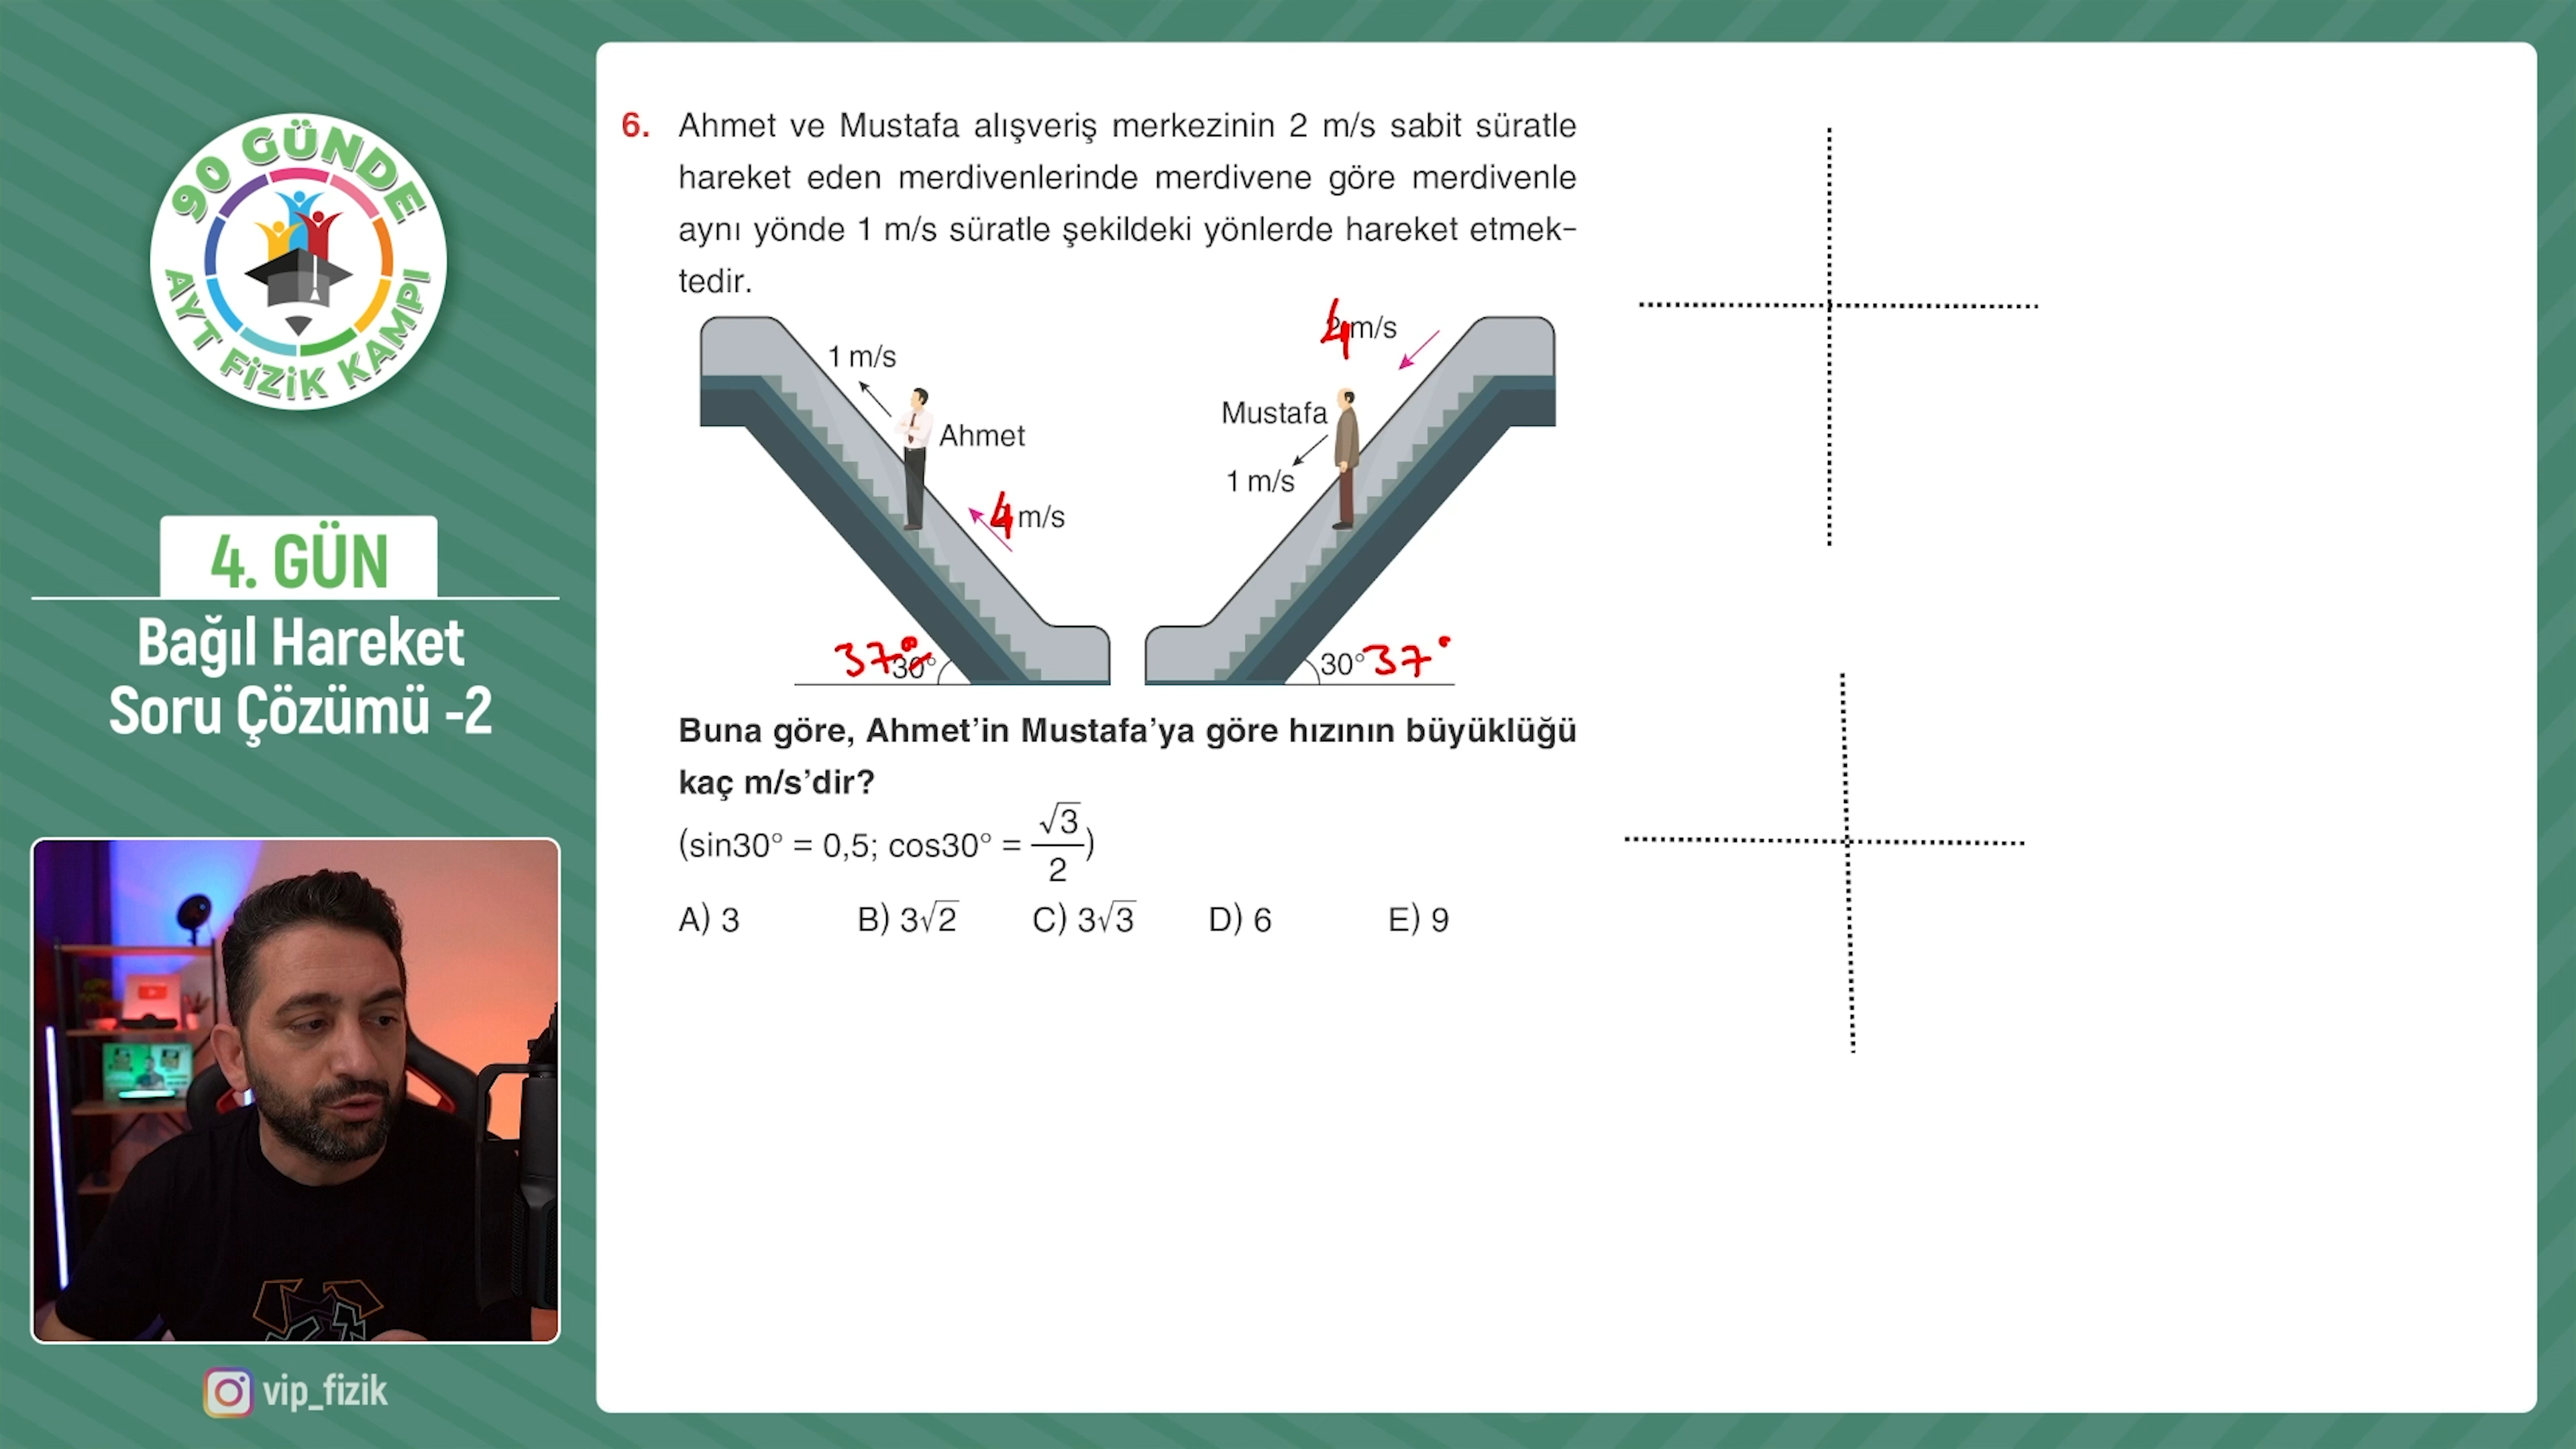 90 GÜNDE
AYT FİZİK KAMPI
4. GÜN
Bağıl Hareket
Soru Çözümü -2
vip_fizik
6. Ahmet ve Mustafa alışveriş merkezinin 2 m/s sabit süratle
hareket eden merdivenlerinde merdivene göre merdivenle
aynı yönde 1 m/s süratle şekildeki yönlerde hareket etmek-
tedir.
4 m/s
1 m/s
Mustafa
Ahmet
1 m/s
4 m/s
37° 30°
30° 37°
Buna göre, Ahmet'in Mustafa'ya göre hızının büyüklüğü
kaç m/s'dir?
(sin30° = 0,5; cos30° = √3/2)
A) 3 B) 3√2 C) 3√3 D) 6 E) 9